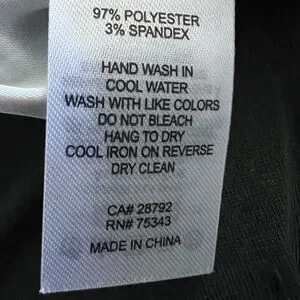 97% POLYESTER
3% SPANDEX
HAND WASH IN
COOL WATER
WASH WITH LIKE COLORS
DO NOT BLEACH
HANG TO DRY
COOL IRON ON REVERSE
DRY CLEAN
CA# 28792
RN# 75343
MADE IN CHINA